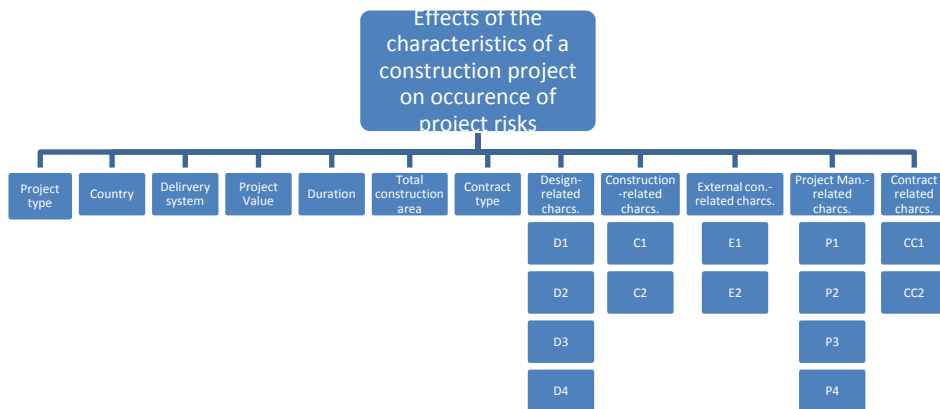 Effects of the
characteristics of a
construction project
on occurence of
project risks
Project
type
Country
Delirvery
system
Project
Value
Duration
Total
construction
area
Contract
type
Design-
related
charcs.
Construction
-related
charcs.
External con.-
related charcs.
Project Man.-
related charcs.
Contract
related
charcs.
D1
C1
E1
P1
CC1
D2
C2
E2
P2
CC2
D3
P3
D4
P4